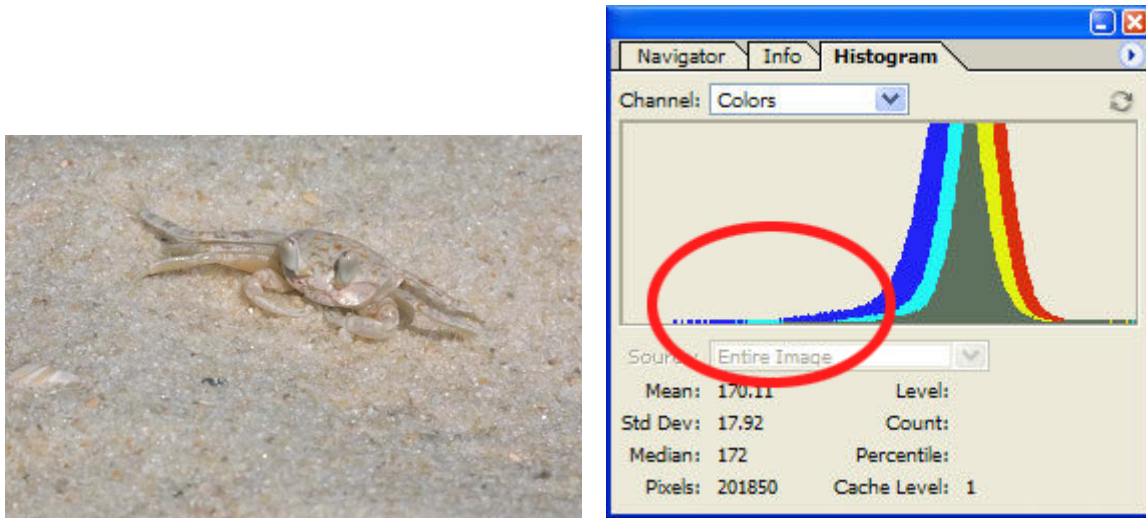 Navigator Info Histogram
Channel: Colors
Source: Entire Image
Mean: 170.11 Level:
Std Dev: 17.92 Count:
Median: 172 Percentile:
Pixels: 201850 Cache Level: 1